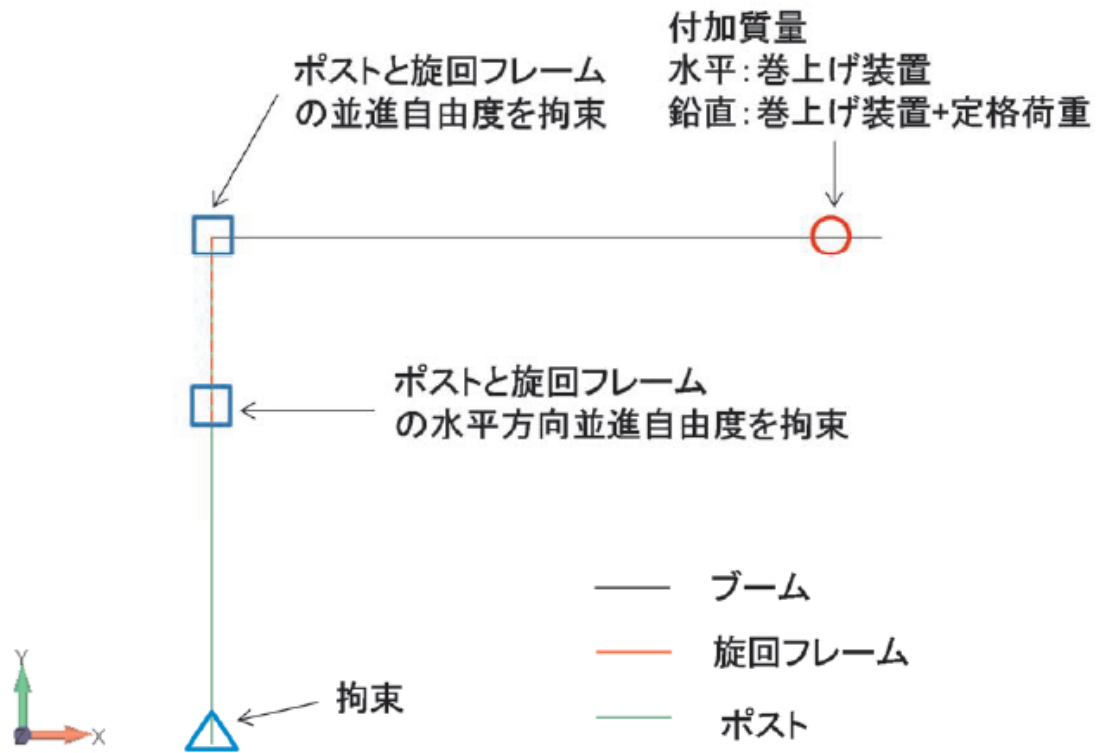 付加質量
水平：巻上げ装置
鉛直：巻上げ装置+定格荷重
ポストと旋回フレーム
の並進自由度を拘束
ポストと旋回フレーム
の水平方向並進自由度を拘束
ブーム
旋回フレーム
ポスト
拘束
Y
X